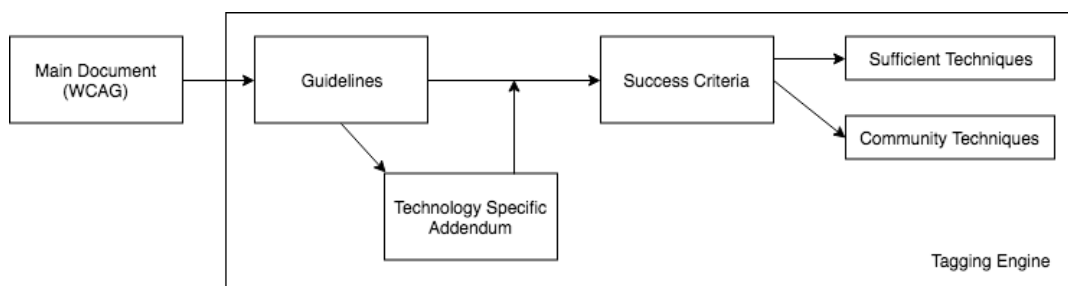 Main Document
(WCAG)
Guidelines
Success Criteria
Sufficient Techniques
Community Techniques
Technology Specific
Addendum
Tagging Engine